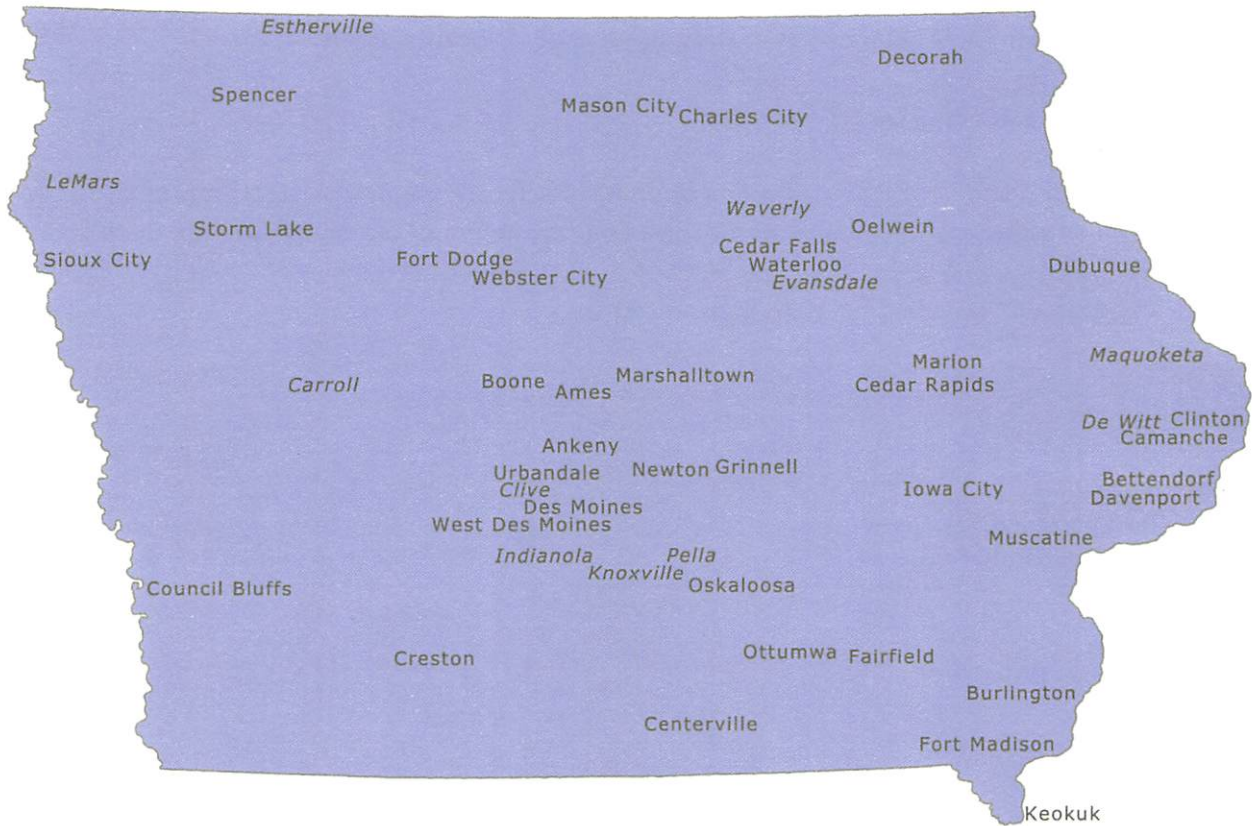 Estherville
Decorah
Spencer
Mason City
Charles City
LeMars
Waverly
Storm Lake
Oelwein
Cedar Falls
Sioux City
Fort Dodge
Waterloo
Dubuque
Webster City
Evansdale
Maquoketa
Marion
Carroll
Boone
Marshalltown
Cedar Rapids
Ames
De Witt
Clinton
Camanche
Ankeny
Urbandale
Newton
Grinnell
Bettendorf
Clive
Iowa City
Davenport
Des Moines
West Des Moines
Muscatine
Indianola
Pella
Knoxville
Council Bluffs
Oskaloosa
Creston
Ottumwa
Fairfield
Burlington
Centerville
Fort Madison
Keokuk